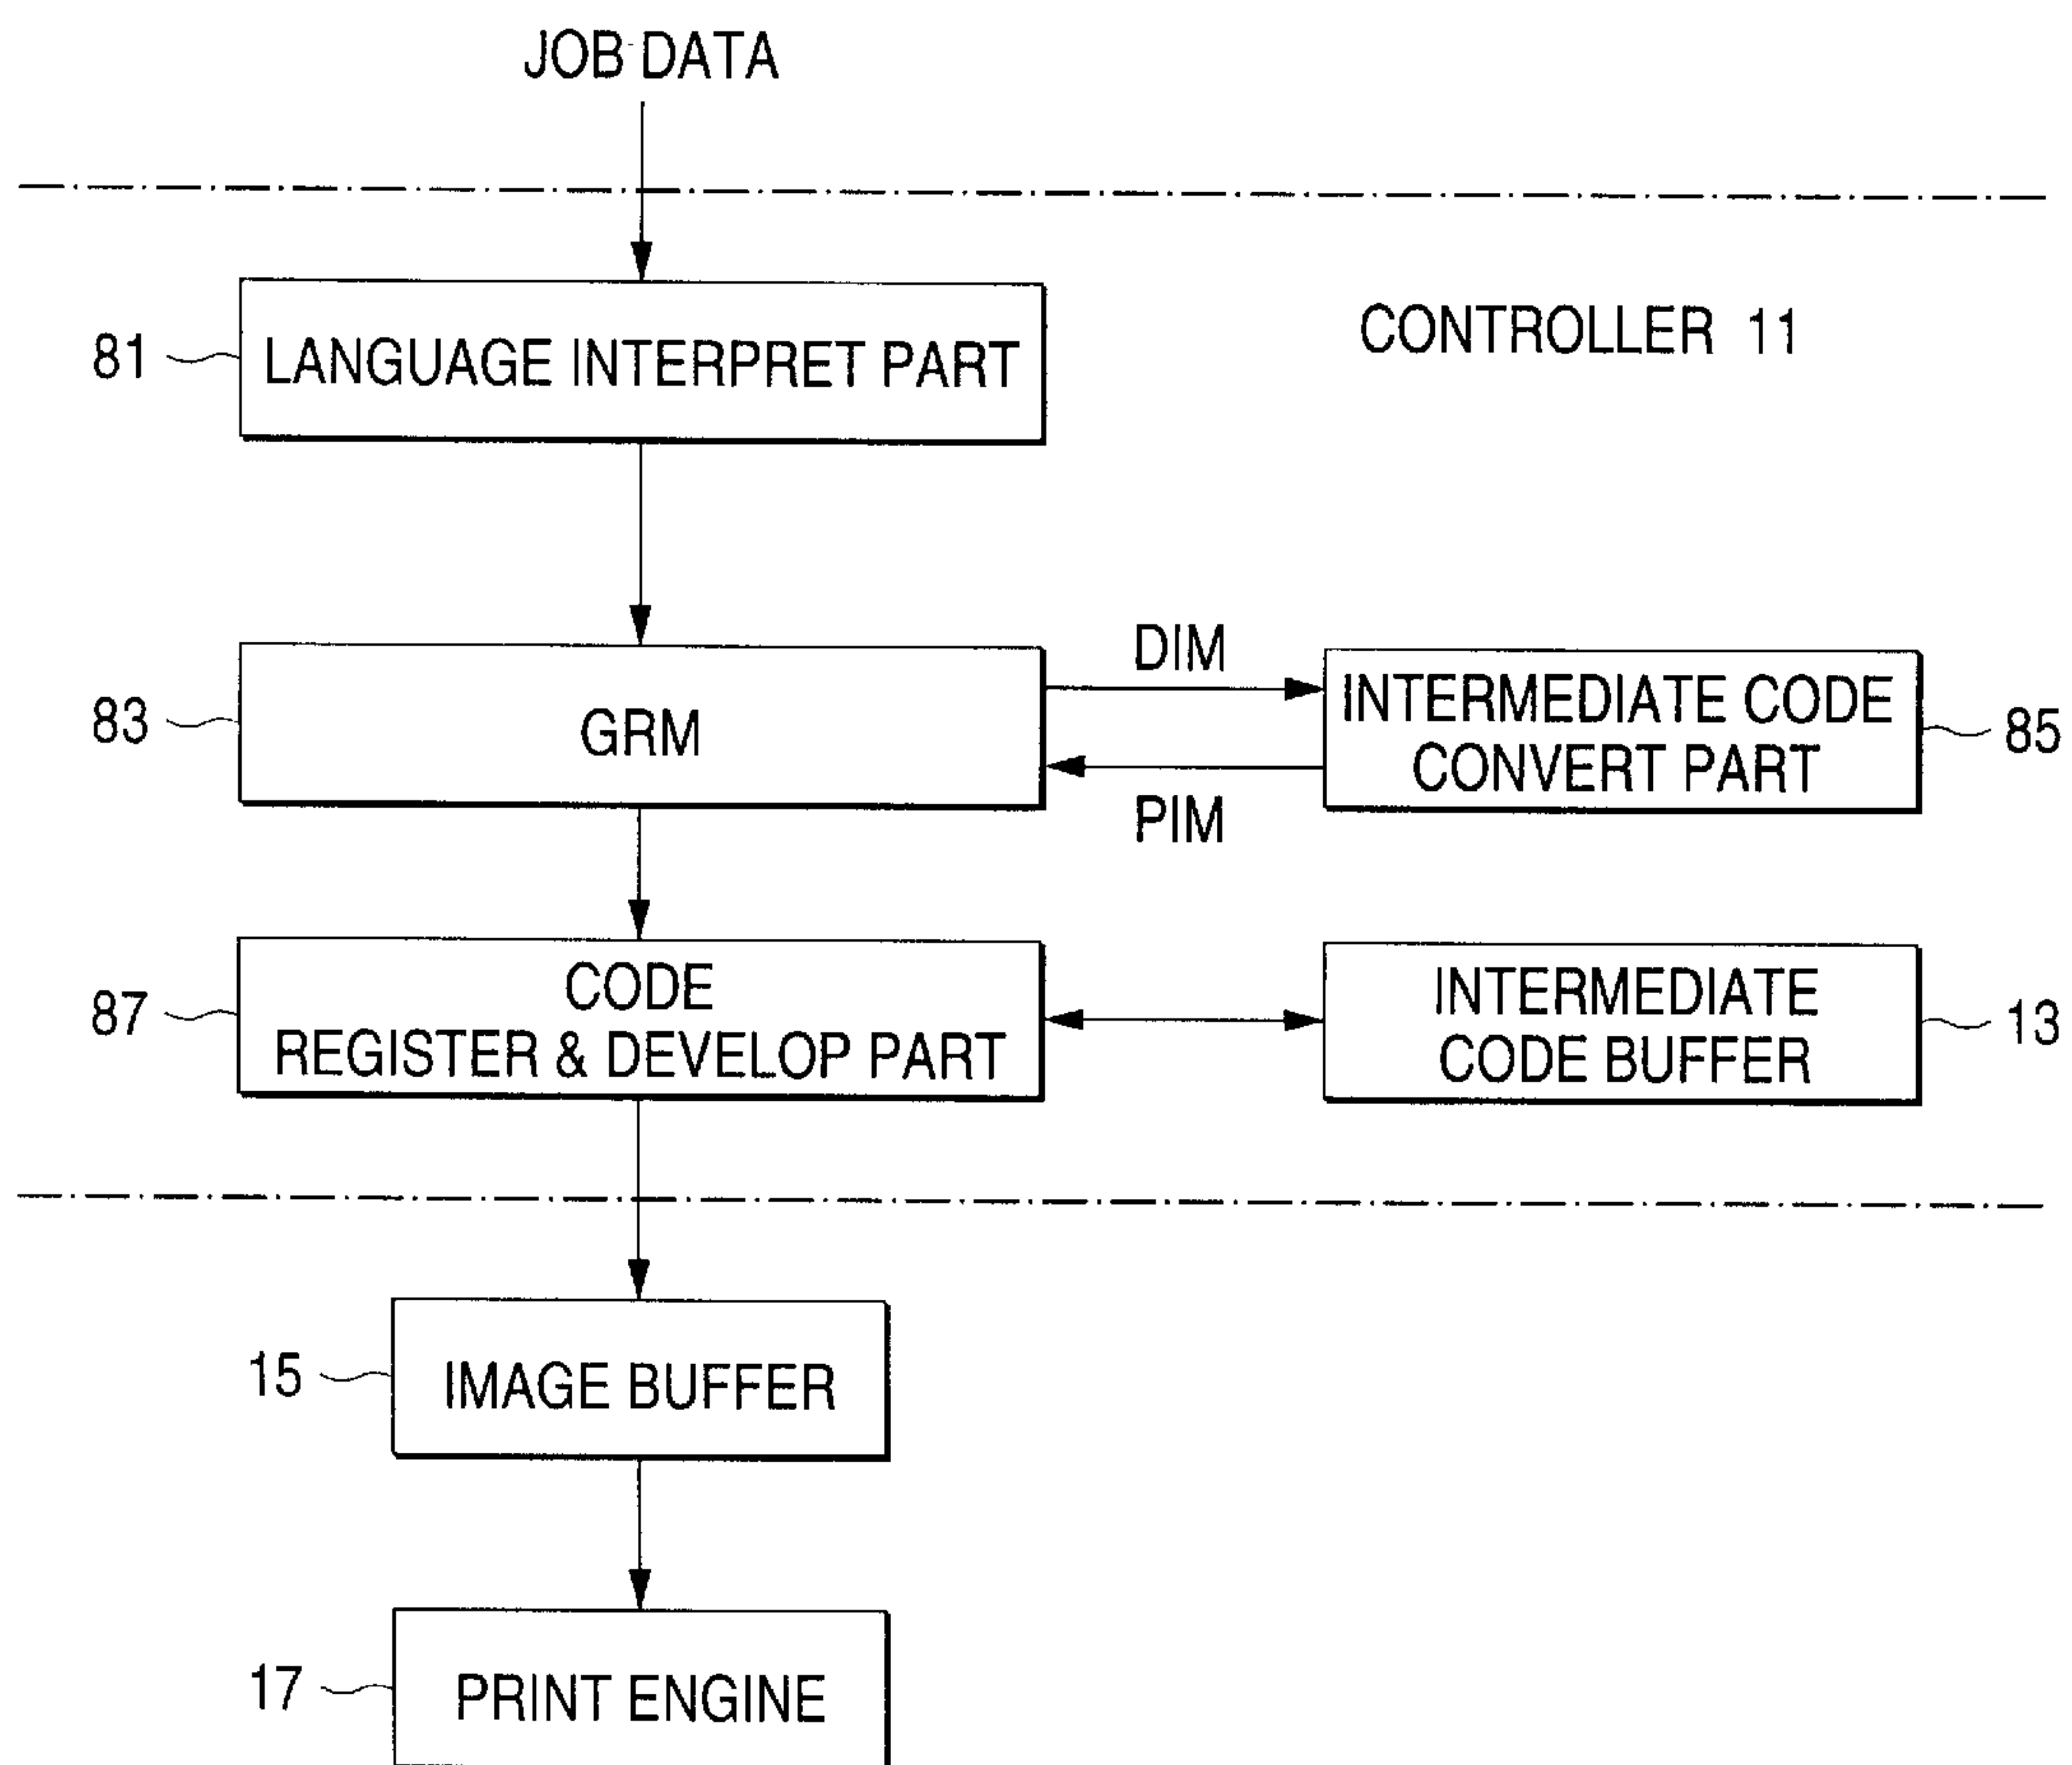 JOB DATA
CONTROLLER 11
81
LANGUAGE INTERPRET PART
83
GRM
DIM
PIM
INTERMEDIATE CODE
CONVERT PART
85
87
CODE
REGISTER & DEVELOP PART
INTERMEDIATE
CODE BUFFER
13
15
IMAGE BUFFER
17
PRINT ENGINE